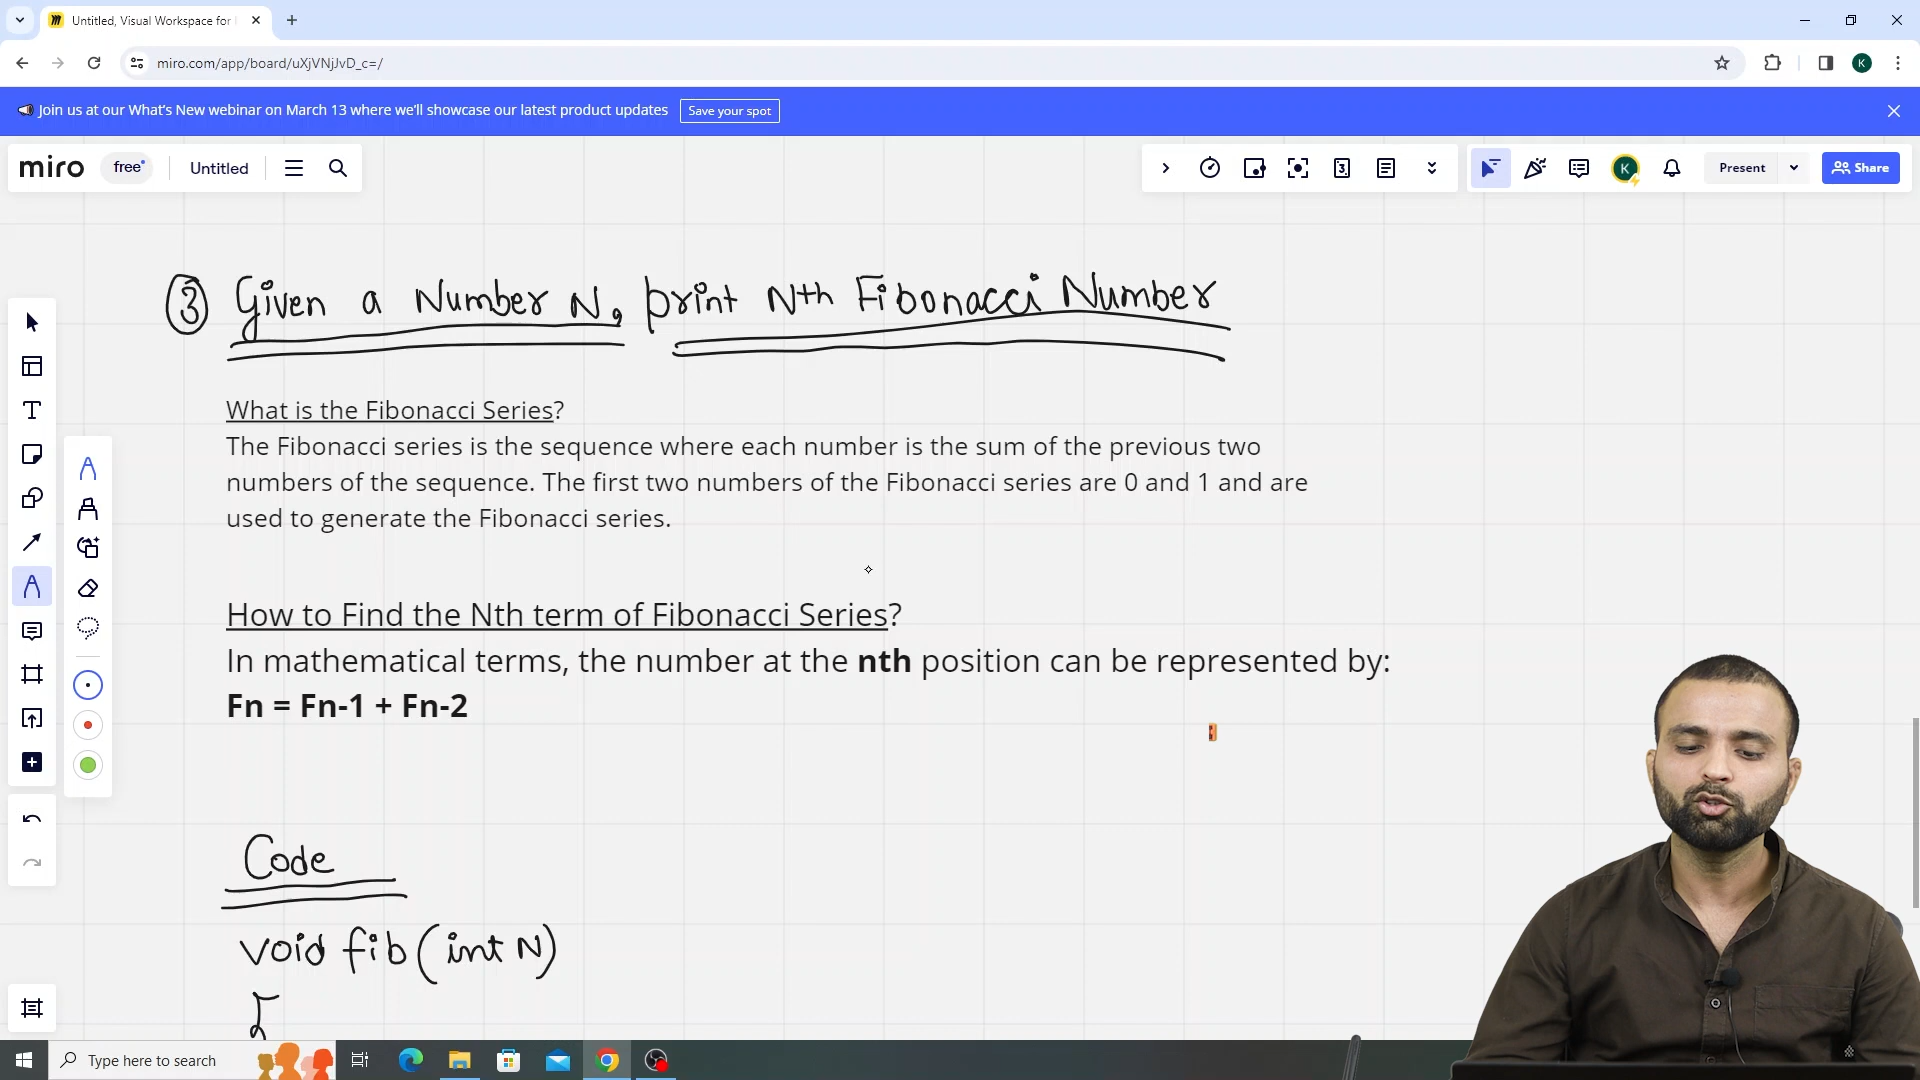 Untitled, Visual Workspace for
miro.com/app/board/uXjVNjJvD_c=/
K
Join us at our What's New webinar on March 13 where we'll showcase our latest product updates
Save your spot
miro
free
Untitled
3
K
Present
Share
③ Given a Number N, print Nth Fibonacci Number
What is the Fibonacci Series?
The Fibonacci series is the sequence where each number is the sum of the previous two
numbers of the sequence. The first two numbers of the Fibonacci series are 0 and 1 and are
used to generate the Fibonacci series.
How to Find the Nth term of Fibonacci Series?
In mathematical terms, the number at the nth position can be represented by:
Fn = Fn-1 + Fn-2
Code
void fib (int N)
{
Type here to search